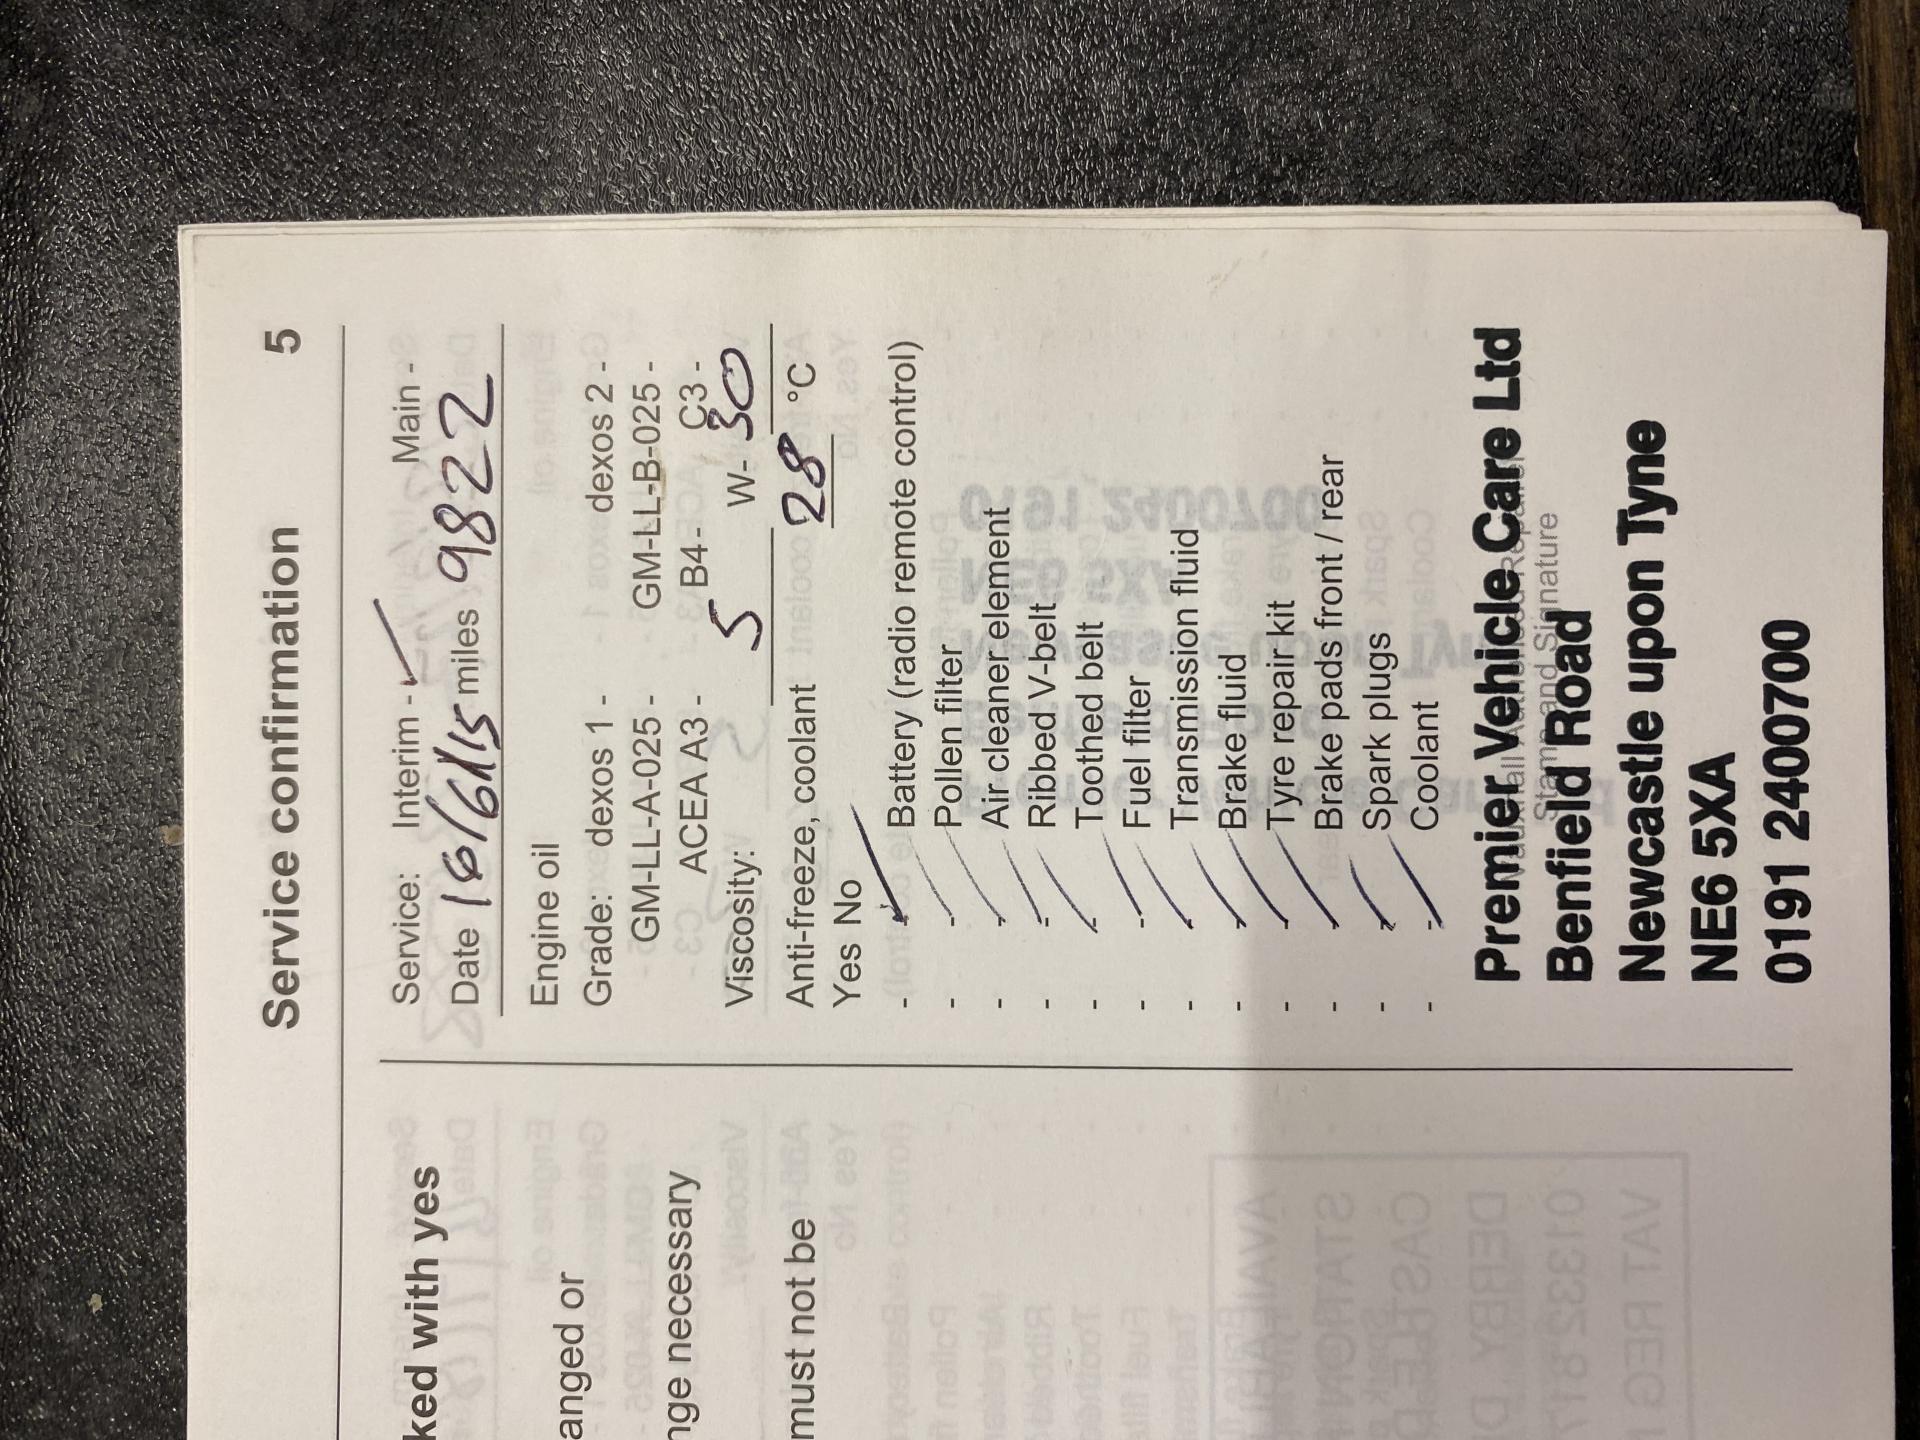 Service confirmation 5
Service: Interim - ✓ Main -
Date 16/6/15 miles 9822
Engine oil
Grade: dexos 1 - dexos 2 -
GM-LL-A-025 - GM-LL-B-025 -
ACEA A3 - B4 - C3 -
Viscosity: 5 W- 30
Anti-freeze, coolant 28 °C
Yes No
- ✓ Battery (radio remote control)
- - Pollen filter
- - Air cleaner element
- - Ribbed V-belt
- - Toothed belt
- - Fuel filter
- - Transmission fluid
- - Brake fluid
- - Tyre repair kit
- - Brake pads front / rear
- - Spark plugs
- - Coolant
Vauxhall Authorised Repairer
Stamp and Signature
Premier Vehicle Care Ltd
Benfield Road
Newcastle upon Tyne
NE6 5XA
0191 2400700
ked with yes
anged or
nge necessary
must not be